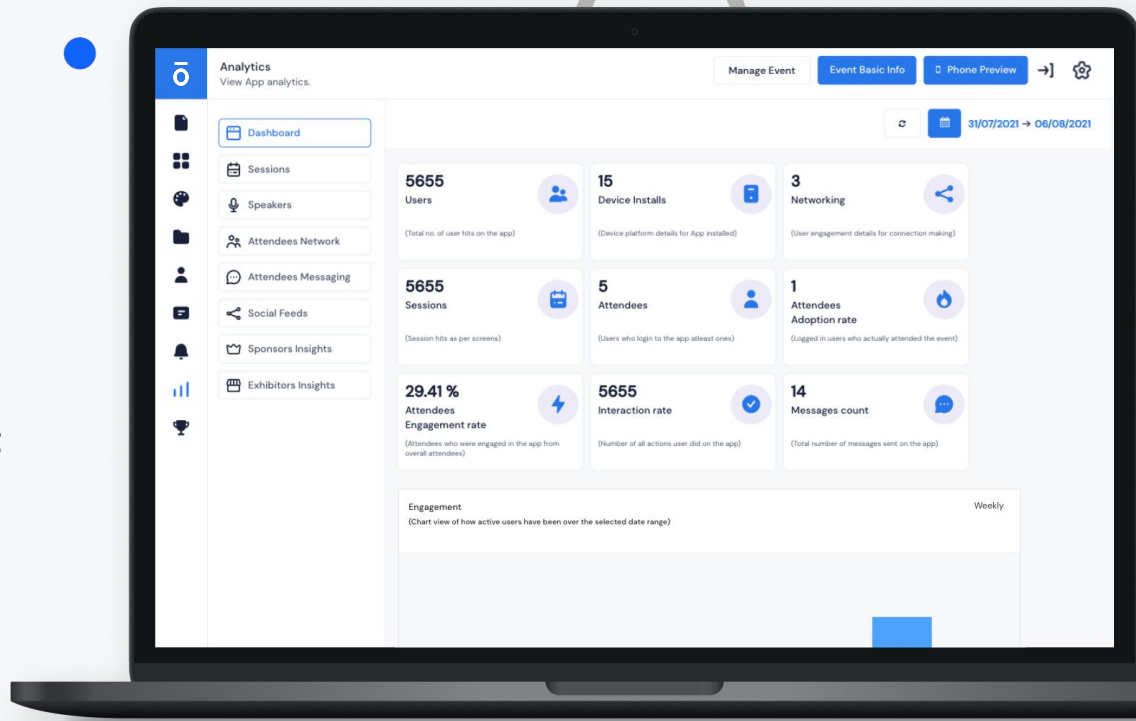 ō
Analytics
View App analytics.
Manage Event
Event Basic Info
Phone Preview
31/07/2021 → 06/08/2021
Dashboard
Sessions
Speakers
Attendees Network
Attendees Messaging
Social Feeds
Sponsors Insights
Exhibitors Insights
5655
Users
(Total no. of user hits on the app)
15
Device Installs
(Device platform details for App installed)
3
Networking
(User engagement details for connection making)
5655
Sessions
(Session hits as per screens)
5
Attendees
(Users who login to the app atleast ones)
1
Attendees
Adoption rate
(Logged in users who actually attended the event)
29.41 %
Attendees
Engagement rate
(Attendees who were engaged in the app from
overall attendees)
5655
Interaction rate
(Number of all actions user did on the app)
14
Messages count
(Total number of messages sent on the app)
Engagement
Weekly
(Chart view of how active users have been over the selected date range)